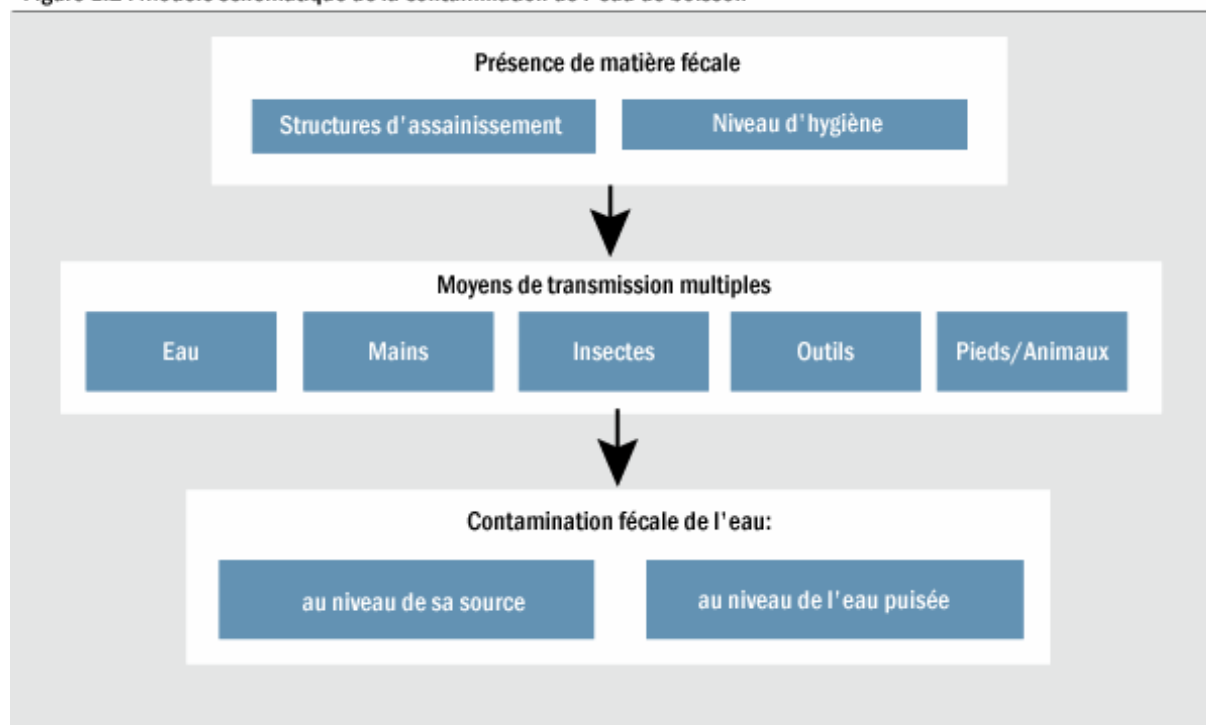 Présence de matière fécale
Structures d'assainissement
Niveau d'hygiène
Moyens de transmission multiples
Eau
Mains
Insectes
Outils
Pieds/Animaux
Contamination fécale de l'eau:
au niveau de sa source
au niveau de l'eau puisée